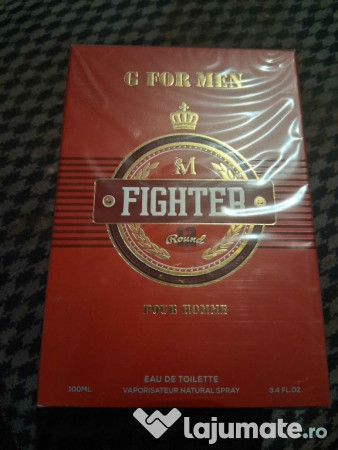 G FOR MEN
M
FIGHTER
Round
POUR HOMME
EAU DE TOILETTE
100ML VAPORISATEUR NATURAL SPRAY 3.4 FL.OZ
lajumate.ro